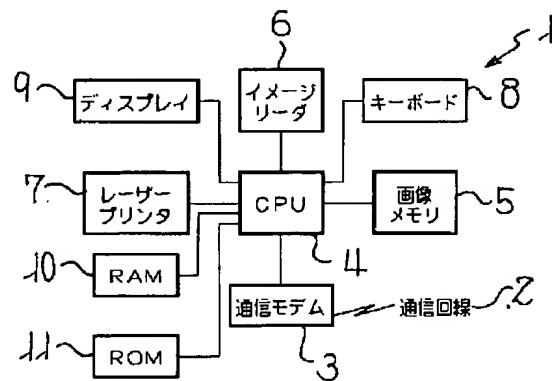 1
6
9
ディスプレイ
イメージ
リーダ
キーボード
8
7
レーザー
プリンタ
CPU
画像
メモリ
5
10
RAM
4
通信モデム
通信回線
2
11
ROM
3